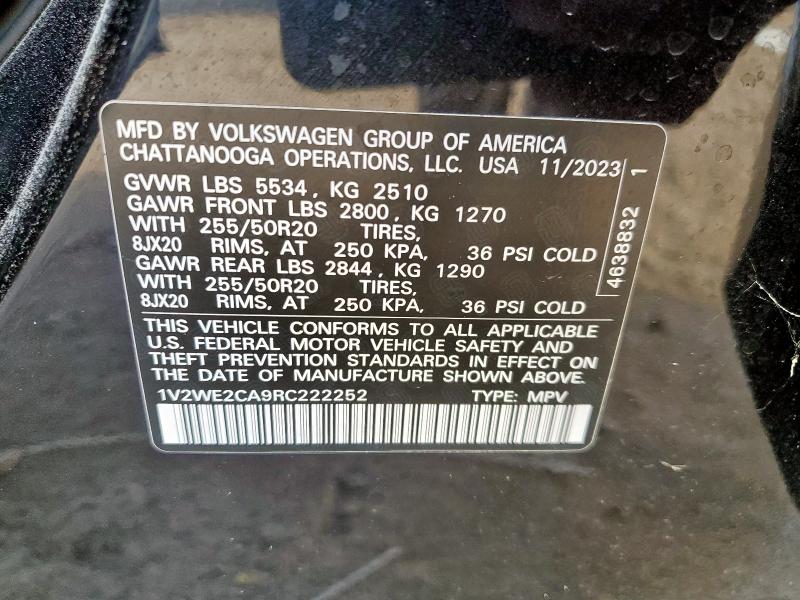 MFD BY VOLKSWAGEN GROUP OF AMERICA
CHATTANOOGA OPERATIONS, LLC. USA 11/2023
GVWR LBS 5534 , KG 2510
GAWR FRONT LBS 2800 , KG 1270
WITH 255/50R20 TIRES,
8JX20 RIMS, AT 250 KPA, 36 PSI COLD
GAWR REAR LBS 2844 , KG 1290
WITH 255/50R20 TIRES,
8JX20 RIMS, AT 250 KPA, 36 PSI COLD
THIS VEHICLE CONFORMS TO ALL APPLICABLE
U.S. FEDERAL MOTOR VEHICLE SAFETY AND
THEFT PREVENTION STANDARDS IN EFFECT ON
THE DATE OF MANUFACTURE SHOWN ABOVE.
1V2WE2CA9RC222252 TYPE: MPV
4638832 1